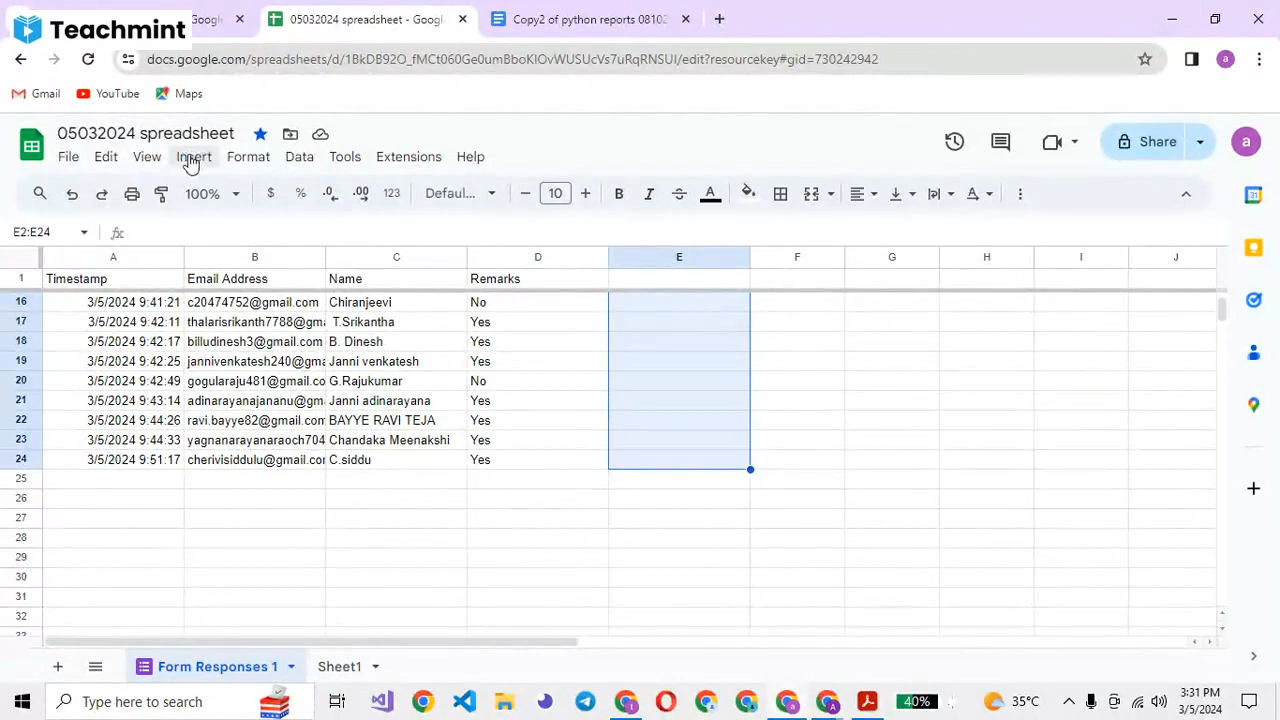 Teachmint
Google
05032024 spreadsheet - Googl
Copy2 of python reports 08102
docs.google.com/spreadsheets/d/1BkDB92O_fMCt060Ge0umBboKIOvWUSUcVs7uRqRNSUI/edit?resourcekey#gid=730242942
a
Gmail YouTube Maps
05032024 spreadsheet
File Edit View Insert Format Data Tools Extensions Help
Share
a
100% $ % .0 .00 123 Defaul... 10 B I S A
E2:E24 fx
A B C D E F G H I J
1 Timestamp Email Address Name Remarks
16 3/5/2024 9:41:21 c20474752@gmail.com Chiranjeevi No
17 3/5/2024 9:42:11 thalarisrikanth7788@gma T.Srikantha Yes
18 3/5/2024 9:42:17 billudinesh3@gmail.com B. Dinesh Yes
19 3/5/2024 9:42:25 jannivenkatesh240@gma Janni venkatesh Yes
20 3/5/2024 9:42:49 gogularaju481@gmail.co G.Rajukumar No
21 3/5/2024 9:43:14 adinarayanajananu@gm Janni adinarayana Yes
22 3/5/2024 9:44:26 ravi.bayye82@gmail.com BAYYE RAVI TEJA Yes
23 3/5/2024 9:44:33 yagnanarayanaraoch704 Chandaka Meenakshi Yes
24 3/5/2024 9:51:17 cherivisiddulu@gmail.com C.siddu Yes
25
26
27
28
29
30
31
32
Form Responses 1 Sheet1
Type here to search
40% 35°C
3:31 PM
3/5/2024